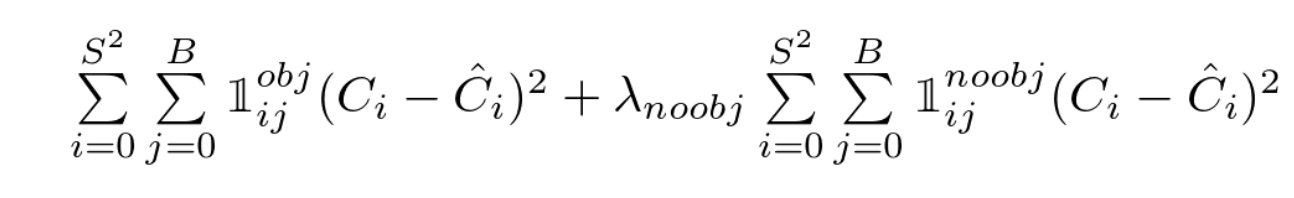 \sum_{i=0}^{S^2} \sum_{j=0}^{B} \mathbb{1}_{ij}^{obj} (C_i - \hat{C}_i)^2 + \lambda_{noobj} \sum_{i=0}^{S^2} \sum_{j=0}^{B} \mathbb{1}_{ij}^{noobj} (C_i - \hat{C}_i)^2